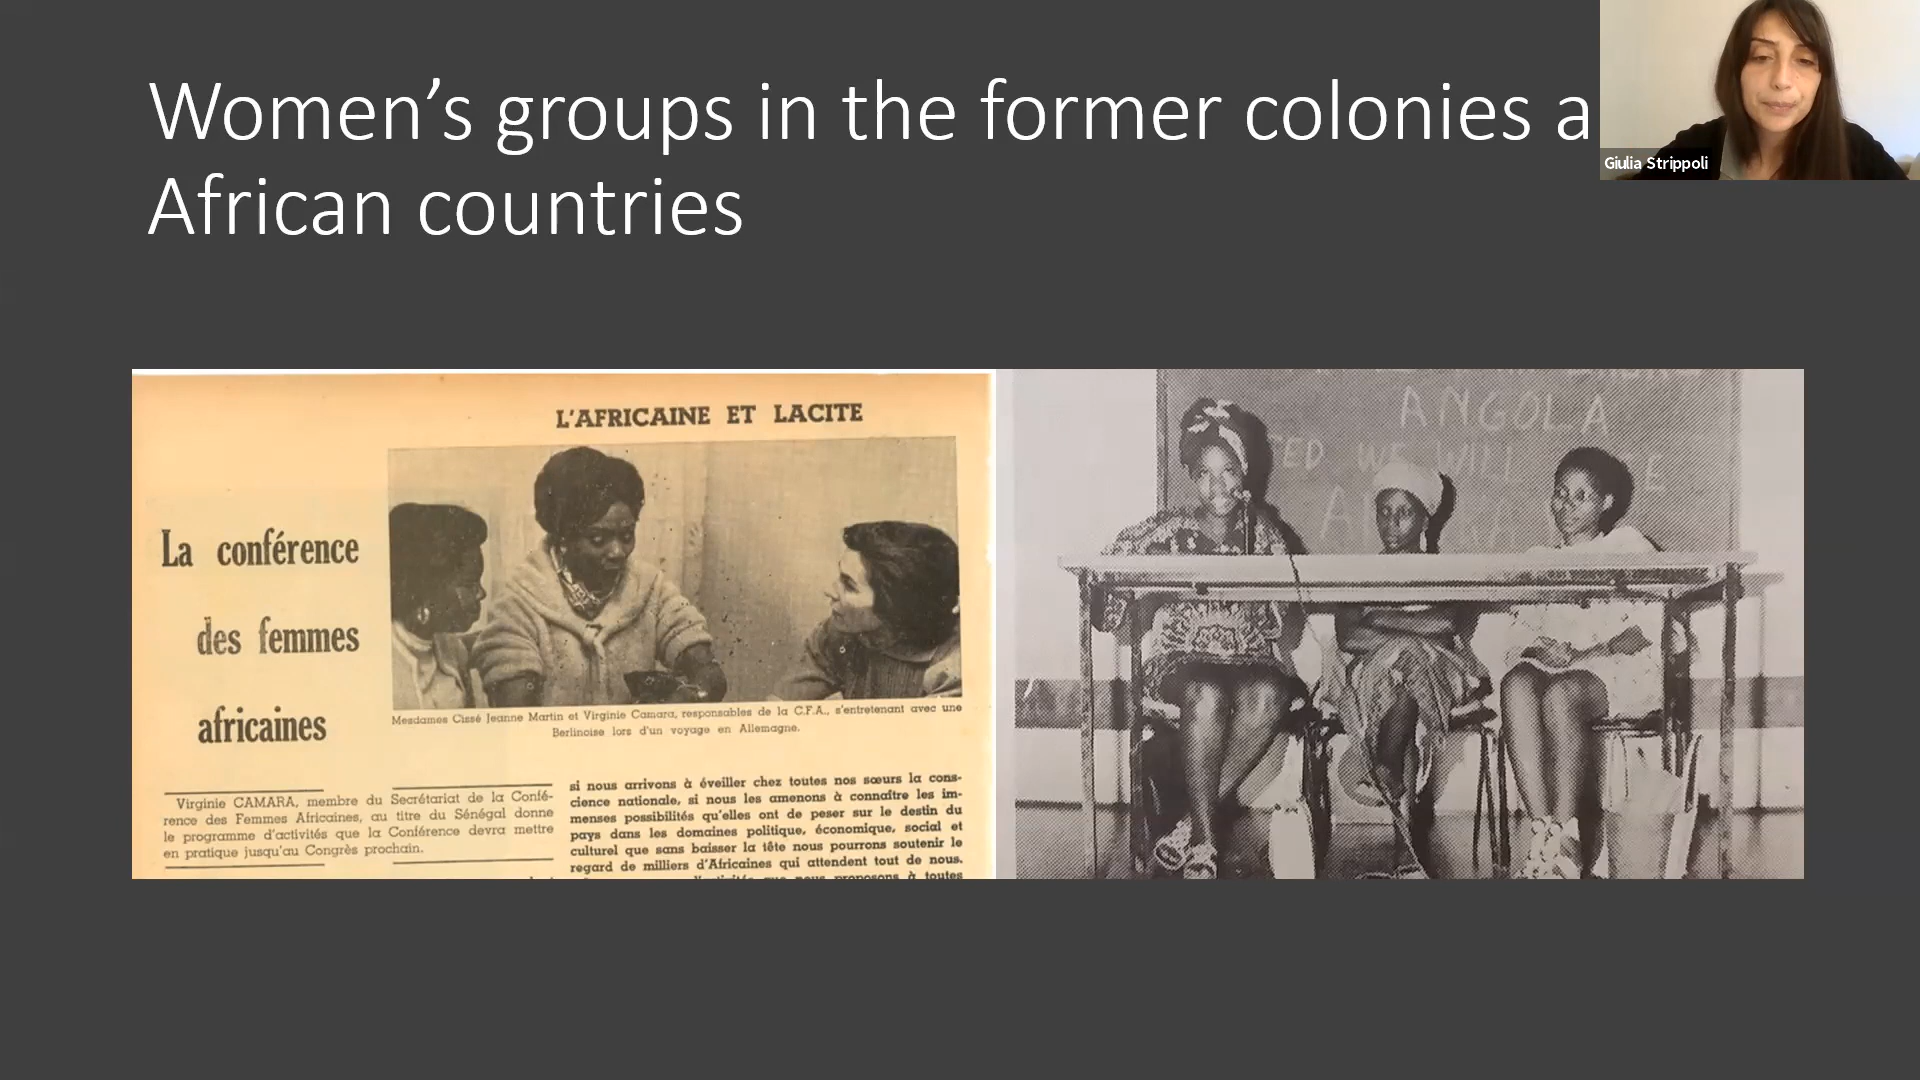 Women’s groups in the former colonies a
African countries
Giulia Strippoli
L'AFRICAINE ET LACITE
La conférence
des femmes
africaines
Mesdames Cissé Jeanne Martin et Virginie Camara, responsables de la C.F.A., s'entretenant avec une
Berlinoise lors d'un voyage en Allemagne.
Virginie CAMARA, membre du Secrétariat de la Confé-
rence des Femmes Africaines, au titre du Sénégal donne
le programme d'activités que la Conférence devra mettre
en pratique jusqu'au Congrès prochain.
si nous arrivons à éveiller chez toutes nos sœurs la cons-
cience nationale, si nous les amenons à connaître les im-
menses possibilités qu'elles ont de peser sur le destin du
pays dans les domaines politique, économique, social et
culturel que sans baisser la tête nous pourrons soutenir le
regard de milliers d'Africaines qui attendent tout de nous.
nous proposons à toutes
ANGOLA
TED WE WILL